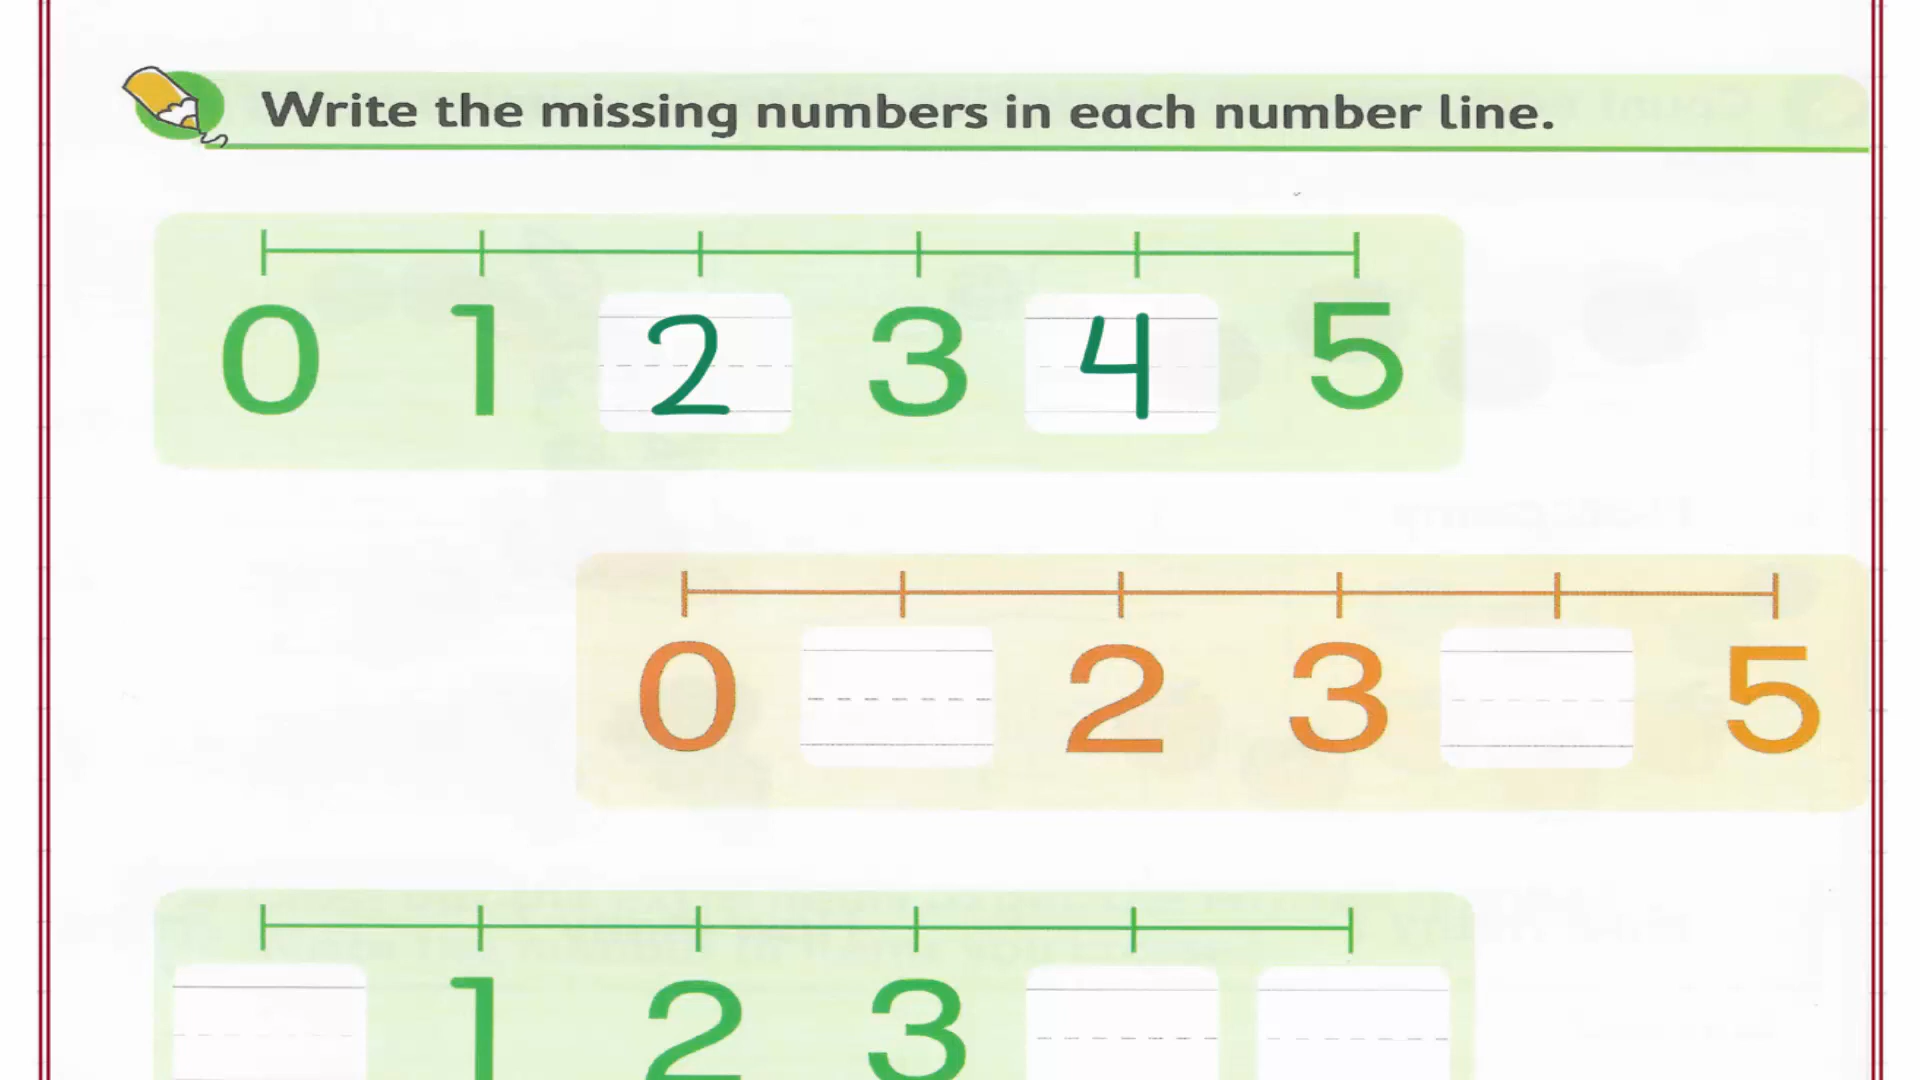 Write the missing numbers in each number line.
0 1 2 3 4 5
0 2 3 5
1 2 3